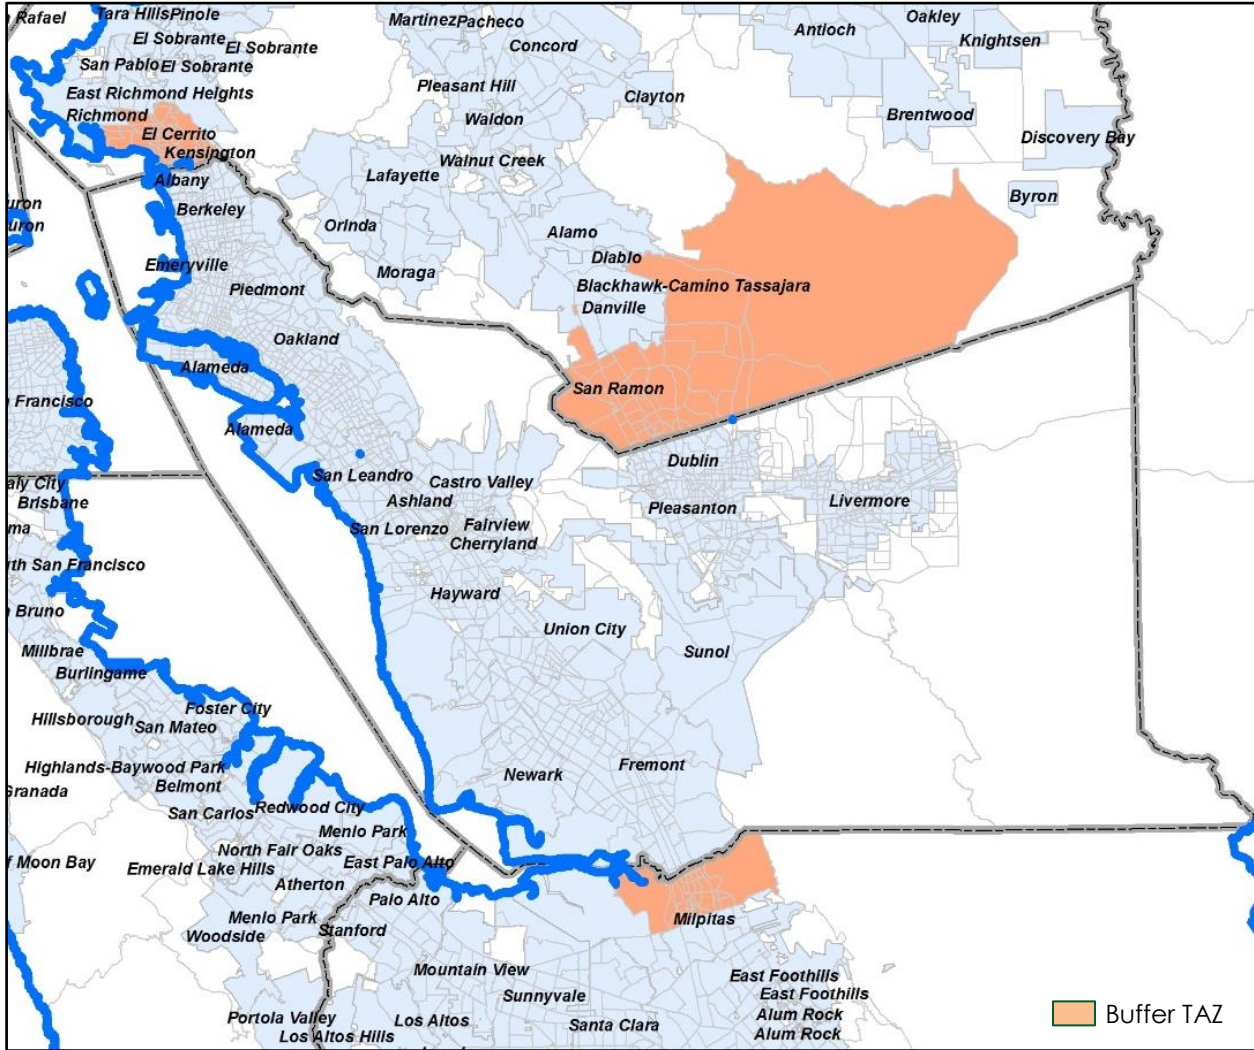 n Rafael
Tara Hills
Pinole
El Sobrante
El Sobrante
San Pablo
El Sobrante
East Richmond Heights
Richmond
El Cerrito
Kensington
Albany
Berkeley
Emeryville
Piedmont
Oakland
Alameda
Alameda
Martinez
Pacheco
Concord
Pleasant Hill
Clayton
Waldon
Walnut Creek
Lafayette
Orinda
Moraga
Alamo
Diablo
Blackhawk-Camino Tassajara
Danville
San Ramon
Antioch
Oakley
Knightsen
Brentwood
Discovery Bay
Byron
uron
uron
n Francisco
aly City
Brisbane
ma
uth San Francisco
n Bruno
Millbrae
Burlingame
Hillsborough
Foster City
San Mateo
Highlands-Baywood Park
Belmont
Granada
San Carlos
Redwood City
Menlo Park
North Fair Oaks
East Palo Alto
f Moon Bay
Emerald Lake Hills
Atherton
Palo Alto
Menlo Park
Woodside
Stanford
Portola Valley
Los Altos Hills
Los Altos
Mountain View
Sunnyvale
Santa Clara
San Leandro
Ashland
Castro Valley
San Lorenzo
Fairview
Cherryland
Hayward
Union City
Sunol
Dublin
Pleasanton
Livermore
Newark
Fremont
Milpitas
East Foothills
East Foothills
Alum Rock
Alum Rock
Buffer TAZ